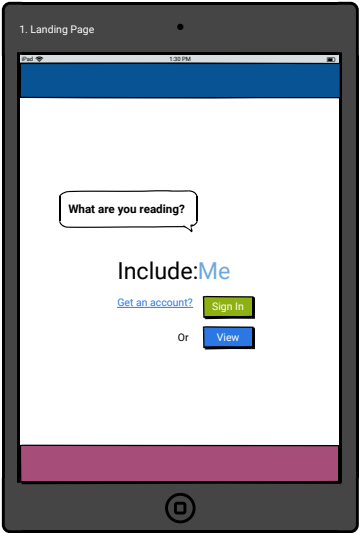 1. Landing Page
iPad 1:30 PM
What are you reading?
Include:Me
Get an account? Sign In
Or View